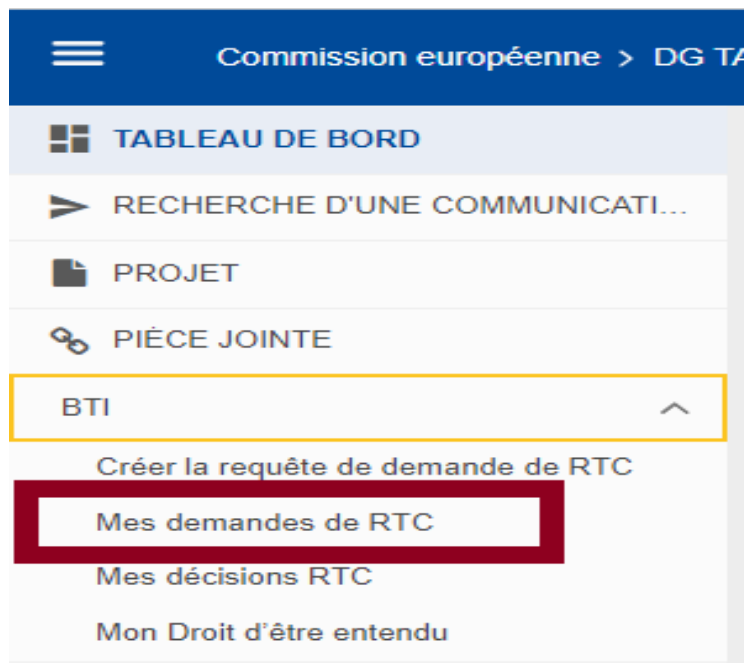 Commission européenne > DG TA
TABLEAU DE BORD
RECHERCHE D'UNE COMMUNICATI...
PROJET
PIÈCE JOINTE
BTI
Créer la requête de demande de RTC
Mes demandes de RTC
Mes décisions RTC
Mon Droit d'être entendu